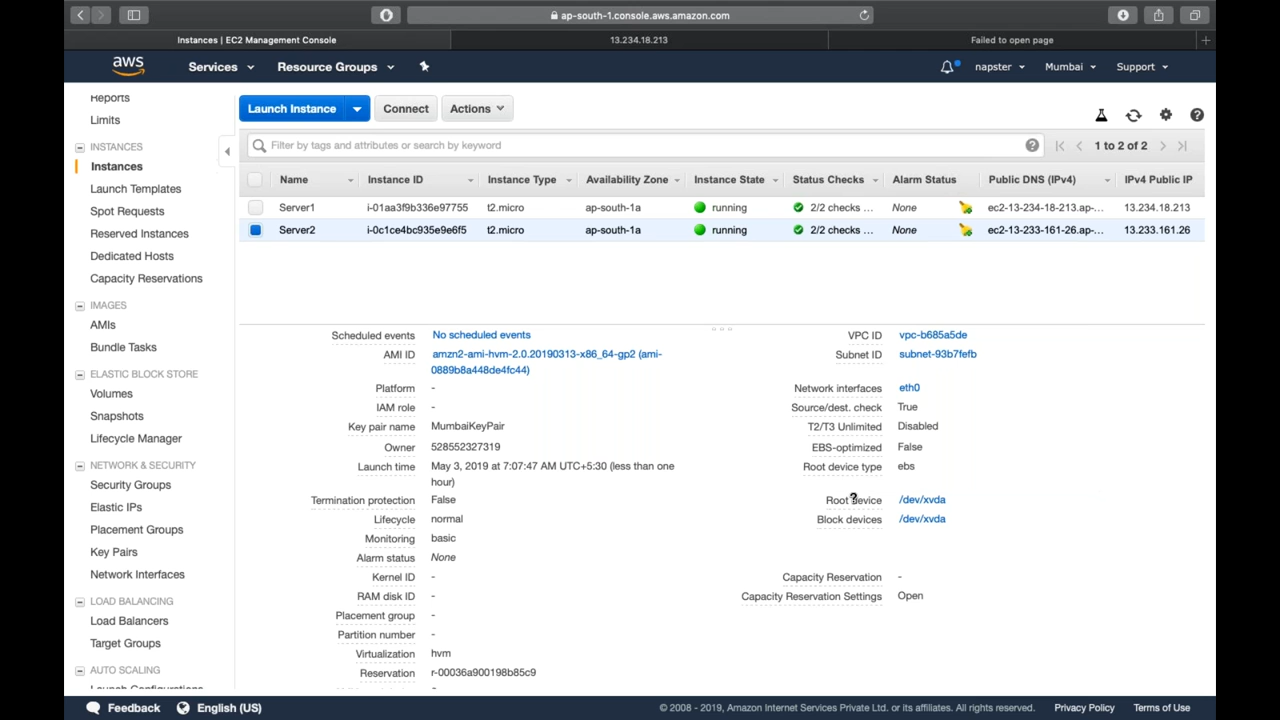 ap-south-1.console.aws.amazon.com
Instances | EC2 Management Console
13.234.18.213
Failed to open page
aws
Services
Resource Groups
napster
Mumbai
Support
Reports
Limits
INSTANCES
Instances
Launch Templates
Spot Requests
Reserved Instances
Dedicated Hosts
Capacity Reservations
IMAGES
AMIs
Bundle Tasks
ELASTIC BLOCK STORE
Volumes
Snapshots
Lifecycle Manager
NETWORK & SECURITY
Security Groups
Elastic IPs
Placement Groups
Key Pairs
Network Interfaces
LOAD BALANCING
Load Balancers
Target Groups
AUTO SCALING
Launch Configurations
Launch Instance
Connect
Actions
Filter by tags and attributes or search by keyword
1 to 2 of 2
Name Instance ID Instance Type Availability Zone Instance State Status Checks Alarm Status Public DNS (IPv4) IPv4 Public IP
Server1 i-01aa3f9b336e97755 t2.micro ap-south-1a running 2/2 checks ... None ec2-13-234-18-213.ap-... 13.234.18.213
Server2 i-0c1ce4bc935e9e6f5 t2.micro ap-south-1a running 2/2 checks ... None ec2-13-233-161-26.ap-... 13.233.161.26
Scheduled events No scheduled events
AMI ID amzn2-ami-hvm-2.0.20190313-x86_64-gp2 (ami-
0889b8a448de4fc44)
Platform -
IAM role -
Key pair name MumbaiKeyPair
Owner 528552327319
Launch time May 3, 2019 at 7:07:47 AM UTC+5:30 (less than one
hour)
Termination protection False
Lifecycle normal
Monitoring basic
Alarm status None
Kernel ID -
RAM disk ID -
Placement group -
Partition number -
Virtualization hvm
Reservation r-00036a900198b85c9
VPC ID vpc-b685a5de
Subnet ID subnet-93b7fefb
Network interfaces eth0
Source/dest. check True
T2/T3 Unlimited Disabled
EBS-optimized False
Root device type ebs
Root device /dev/xvda
Block devices /dev/xvda
Capacity Reservation -
Capacity Reservation Settings Open
Feedback
English (US)
© 2008 - 2019, Amazon Internet Services Private Ltd. or its affiliates. All rights reserved.
Privacy Policy
Terms of Use